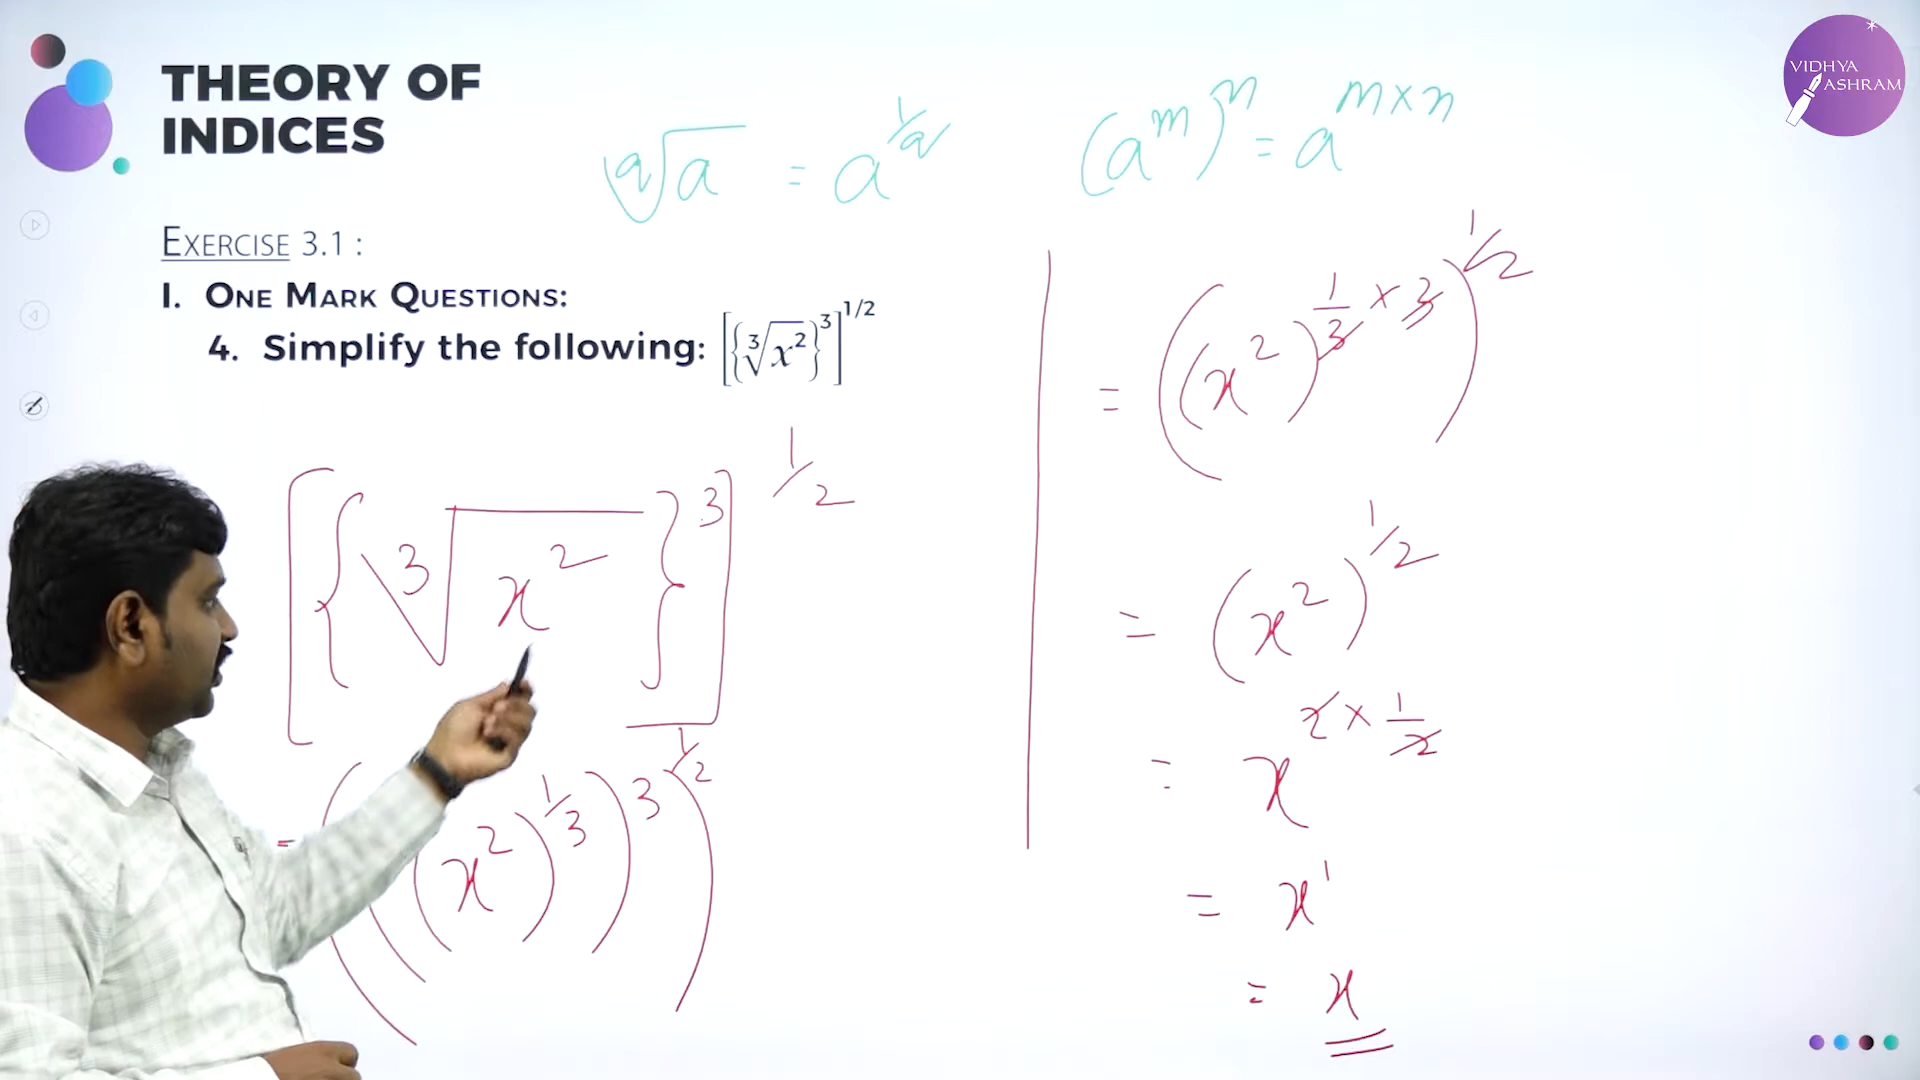 THEORY OF
INDICES
VIDHYA
ASHRAM
ᵃ√a = a^(1/a)
(a^m)^n = a^(m×n)
EXERCISE 3.1 :
I. ONE MARK QUESTIONS:
4. Simplify the following: [{∛x²}³]^(1/2)
[{∛x²}³]^(1/2)
= (((x²)^(1/3))³)^(1/2)
= ((x²)^(1/3 × 3))^(1/2)
= (x²)^(1/2)
= x^(2 × 1/2)
= x¹
= x